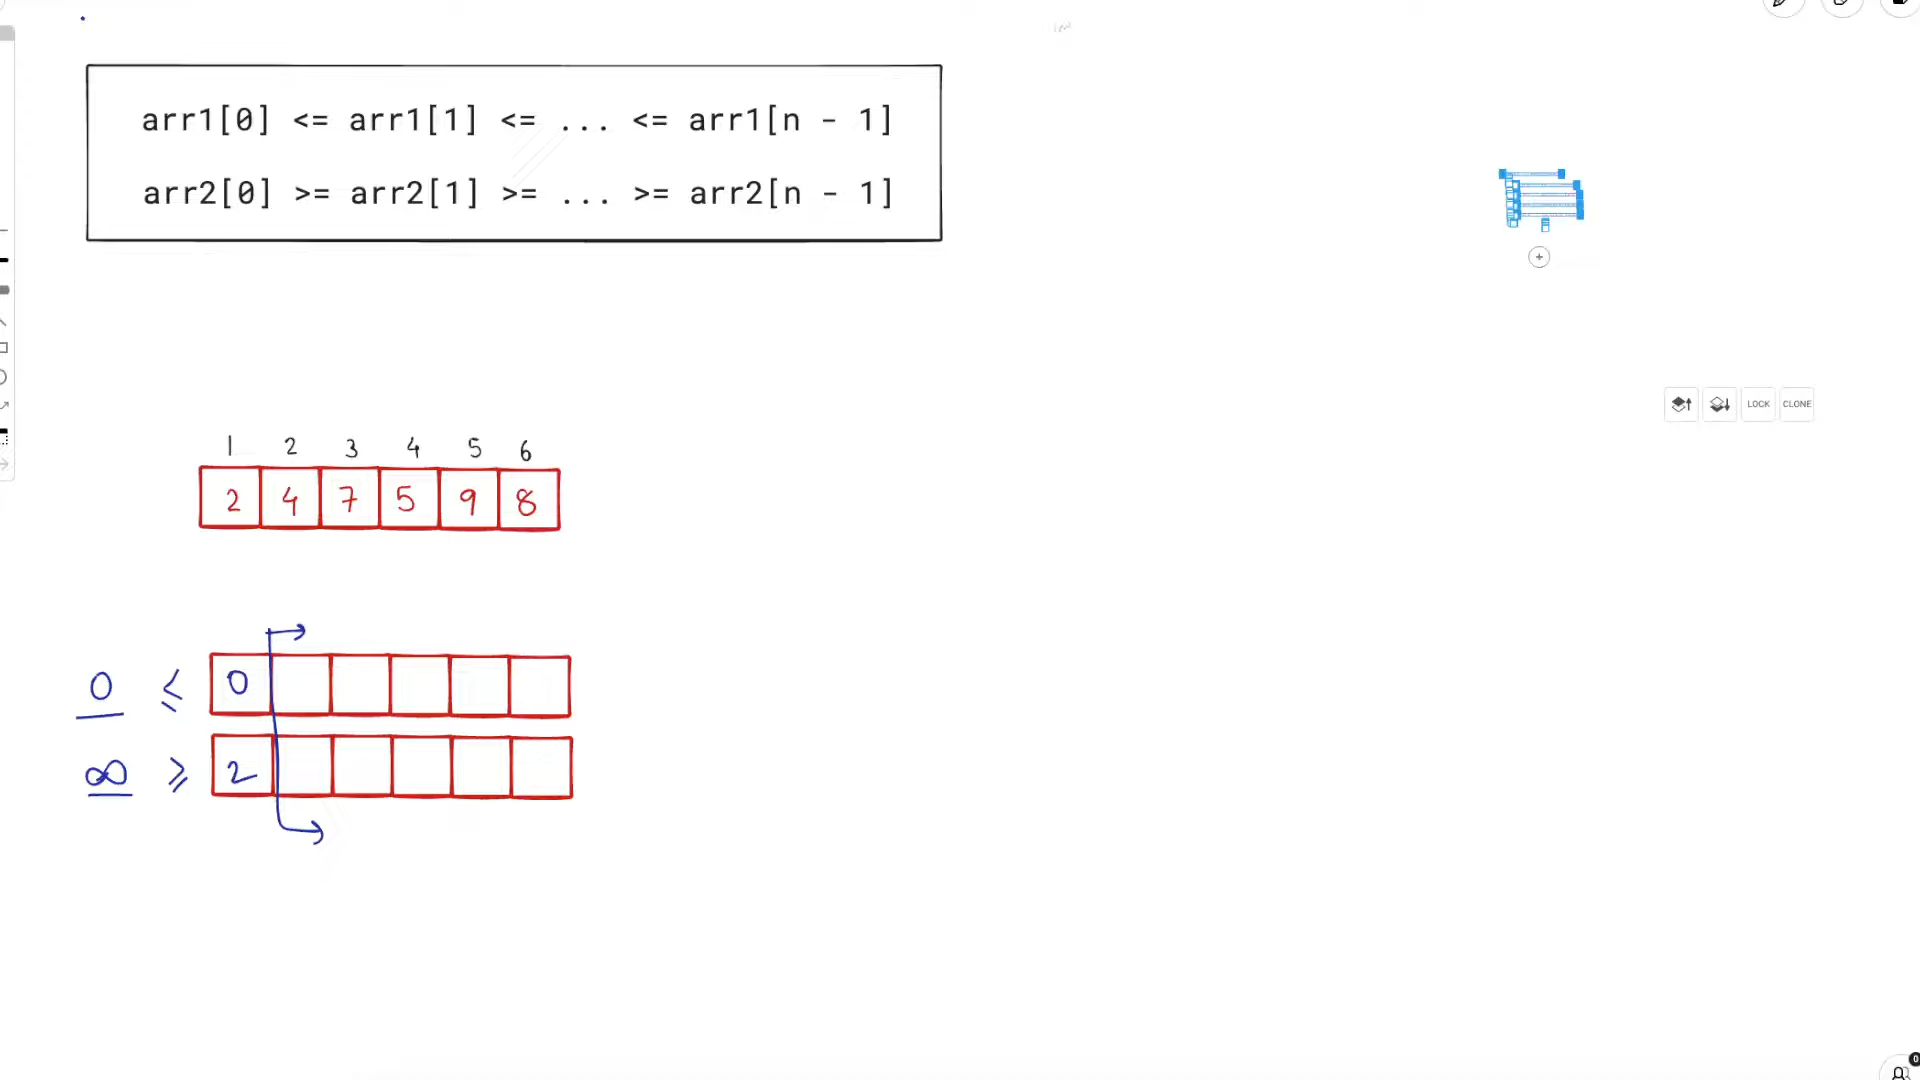 arr1[0] <= arr1[1] <= ... <= arr1[n - 1]
arr2[0] >= arr2[1] >= ... >= arr2[n - 1]
LOCK CLONE
1 2 3 4 5 6
2 4 7 5 9 8
0 ≤ 0
∞ ≥ 2
0